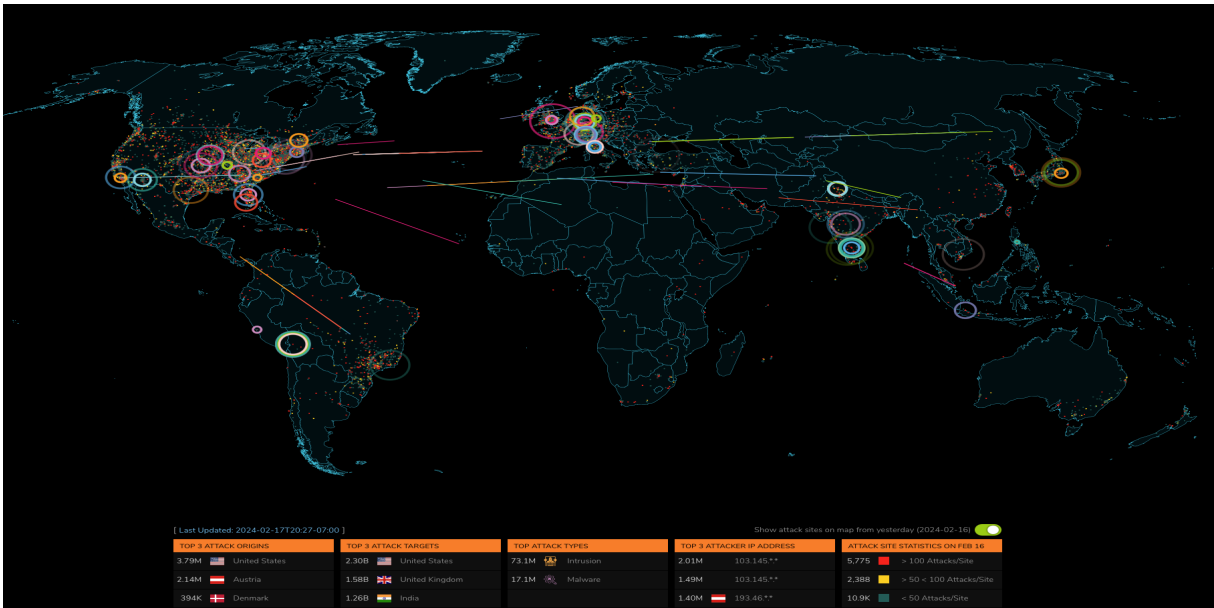 [ Last Updated: 2024-02-17T20:27-07:00 ]
Show attack sites on map from yesterday (2024-02-16)
TOP 3 ATTACK ORIGINS
3.79M United States
2.14M Austria
394K Denmark
TOP 3 ATTACK TARGETS
2.30B United States
1.58B United Kingdom
1.26B India
TOP ATTACK TYPES
73.1M Intrusion
17.1M Malware
TOP 3 ATTACKER IP ADDRESS
2.01M 103.145.*.*
1.49M 103.145.*.*
1.40M 193.46.*.*
ATTACK SITE STATISTICS ON FEB 16
5,775 > 100 Attacks/Site
2,388 > 50 < 100 Attacks/Site
10.9K < 50 Attacks/Site